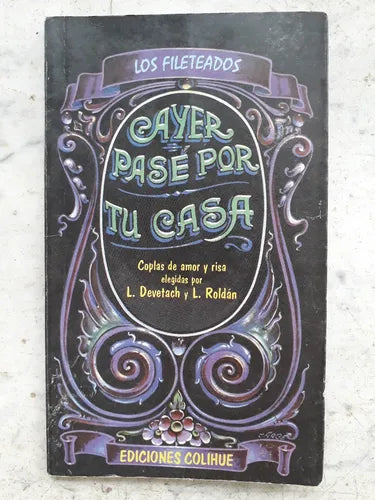 LOS FILETEADOS
AYER
PASÉ POR
TU CASA
Coplas de amor y risa
elegidas por
L. Devetach y L. Roldán
EDICIONES COLIHUE